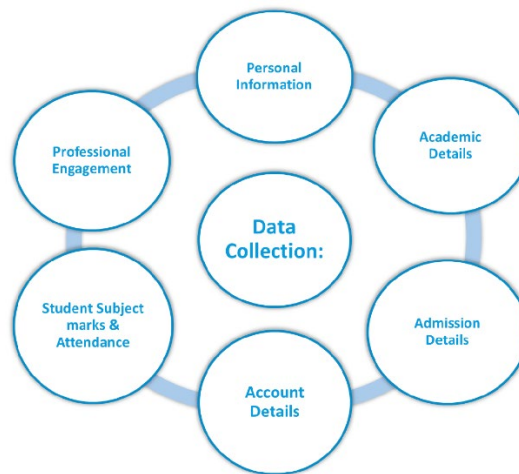 Personal
Information
Academic
Details
Admission
Details
Account
Details
Student Subject
marks &
Attendance
Professional
Engagement
Data
Collection: